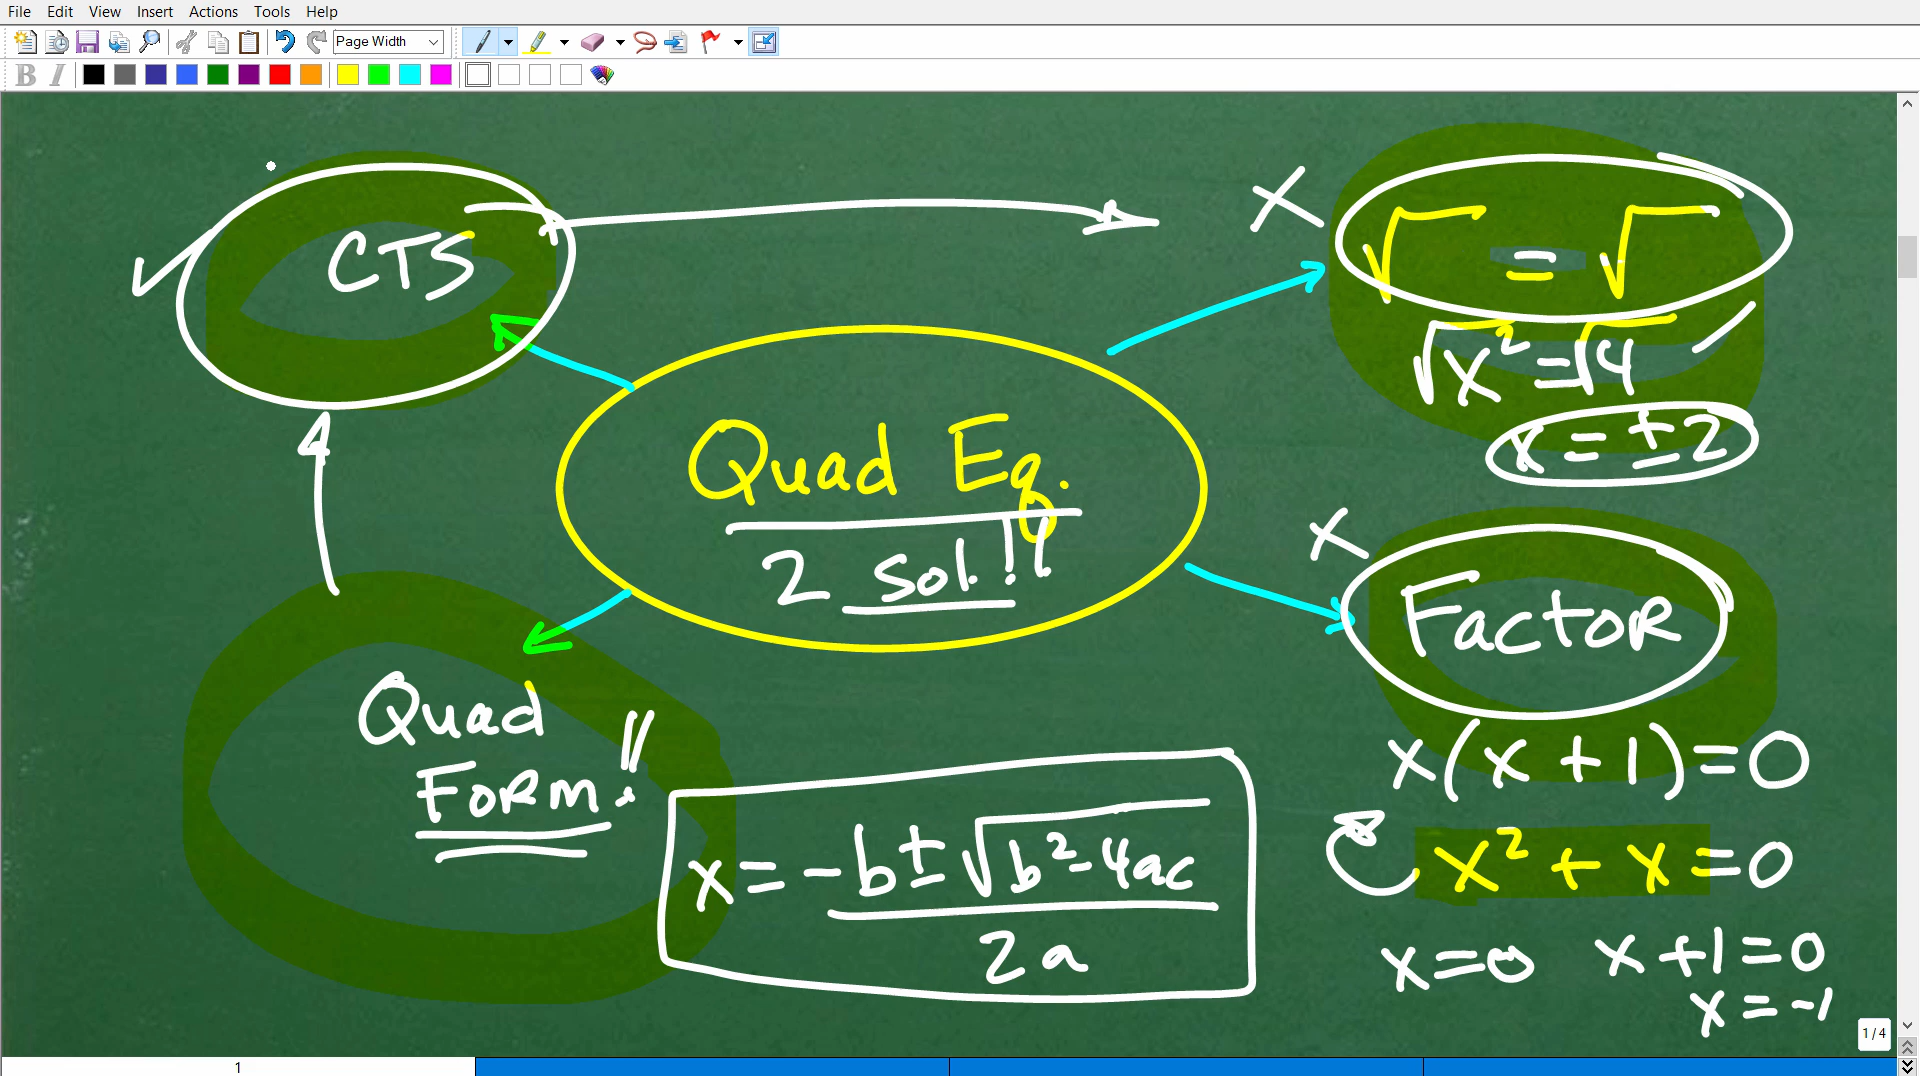 File Edit View Insert Actions Tools Help
Page Width
B I
CTS
√ = √
√x² = √4
x = ±2
Quad Eq.
2 Sol!!
Factor
x(x + 1) = 0
x² + x = 0
x = 0 x + 1 = 0
x = -1
Quad
Form!!
x = -b ± √b² - 4ac
2a
1 / 4
1